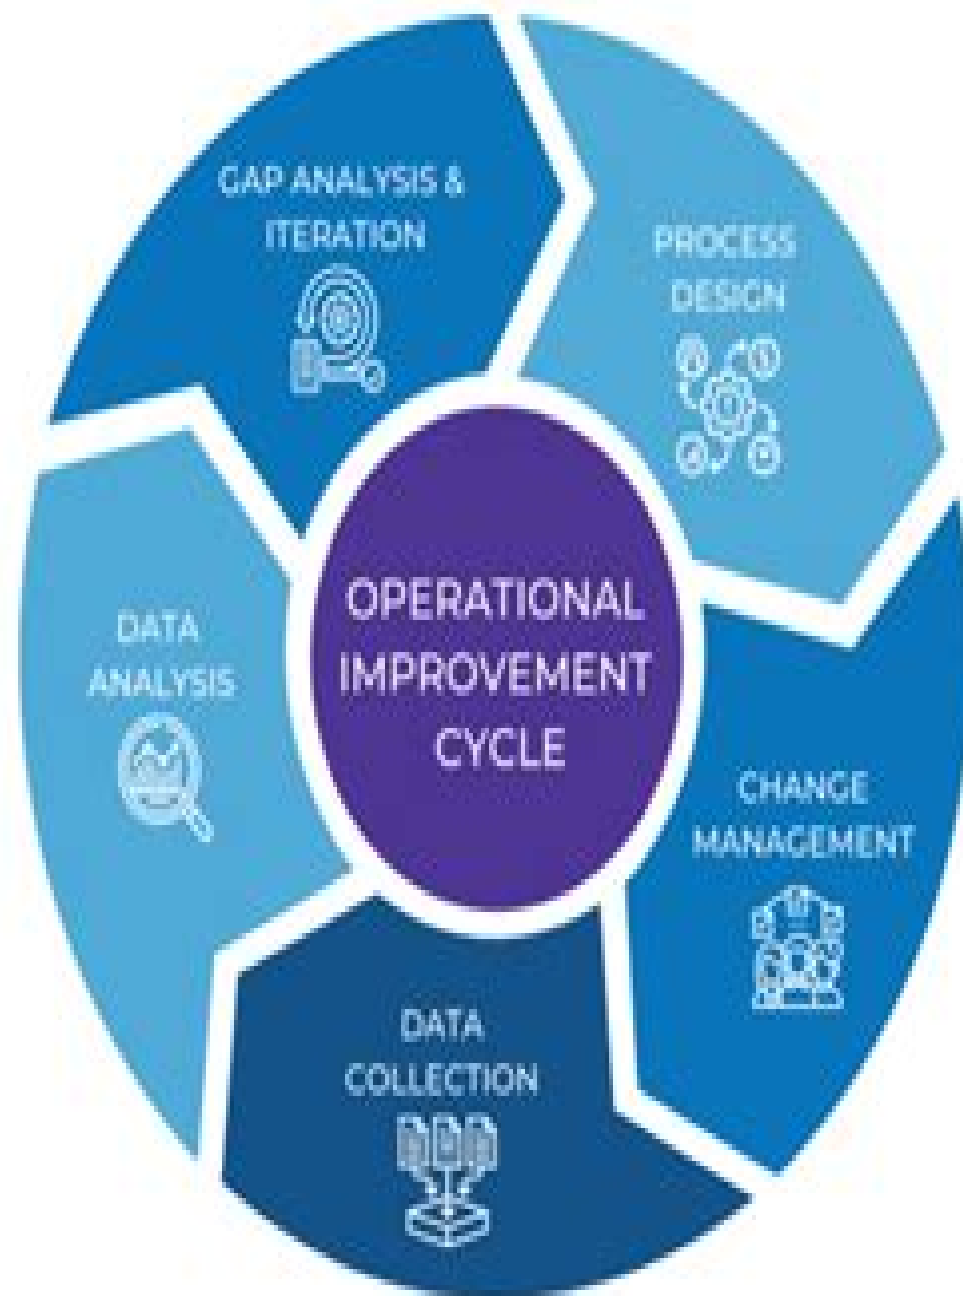 GAP ANALYSIS &
ITERATION
PROCESS
DESIGN
OPERATIONAL
IMPROVEMENT
CYCLE
DATA
ANALYSIS
CHANGE
MANAGEMENT
DATA
COLLECTION